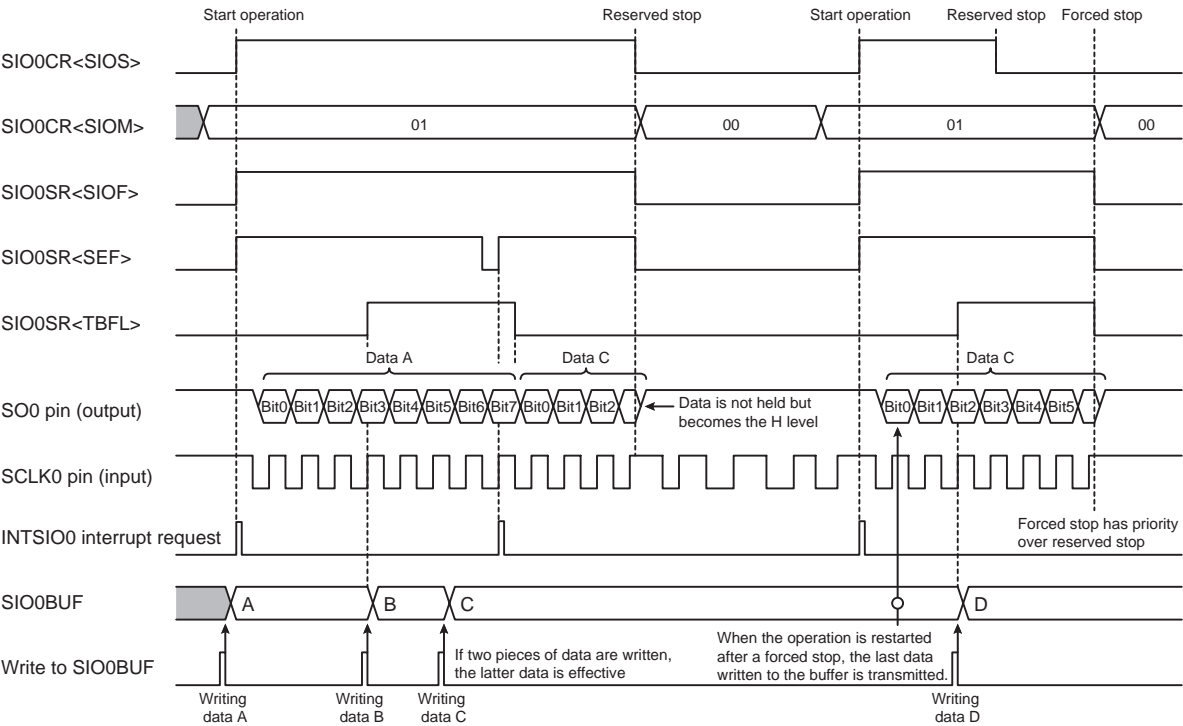 Start operation
Reserved stop
Start operation
Reserved stop
Forced stop
SIO0CR<SIOS>
SIO0CR<SIOM>
01
00
01
00
SIO0SR<SIOF>
SIO0SR<SEF>
SIO0SR<TBFL>
Data A
Data C
Data C
SO0 pin (output)
Bit0 Bit1 Bit2 Bit3 Bit4 Bit5 Bit6 Bit7 Bit0 Bit1 Bit2
Data is not held but
becomes the H level
Bit0 Bit1 Bit2 Bit3 Bit4 Bit5
SCLK0 pin (input)
INTSIO0 interrupt request
Forced stop has priority
over reserved stop
SIO0BUF
A
B
C
D
Write to SIO0BUF
If two pieces of data are written,
the latter data is effective
When the operation is restarted
after a forced stop, the last data
written to the buffer is transmitted.
Writing
data A
Writing
data B
Writing
data C
Writing
data D